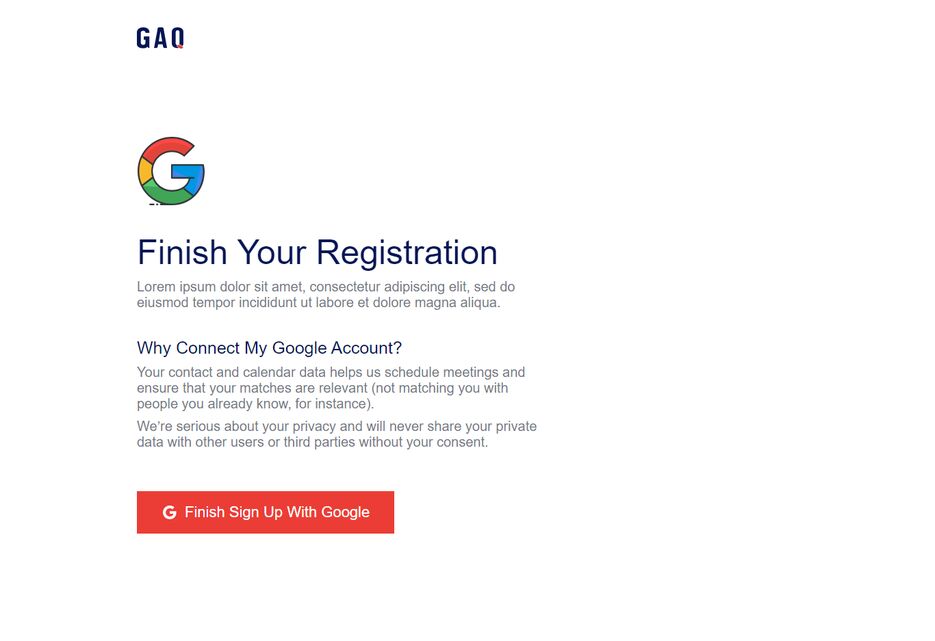 GAQ
Finish Your Registration
Lorem ipsum dolor sit amet, consectetur adipiscing elit, sed do
eiusmod tempor incididunt ut labore et dolore magna aliqua.
Why Connect My Google Account?
Your contact and calendar data helps us schedule meetings and
ensure that your matches are relevant (not matching you with
people you already know, for instance).
We're serious about your privacy and will never share your private
data with other users or third parties without your consent.
G Finish Sign Up With Google